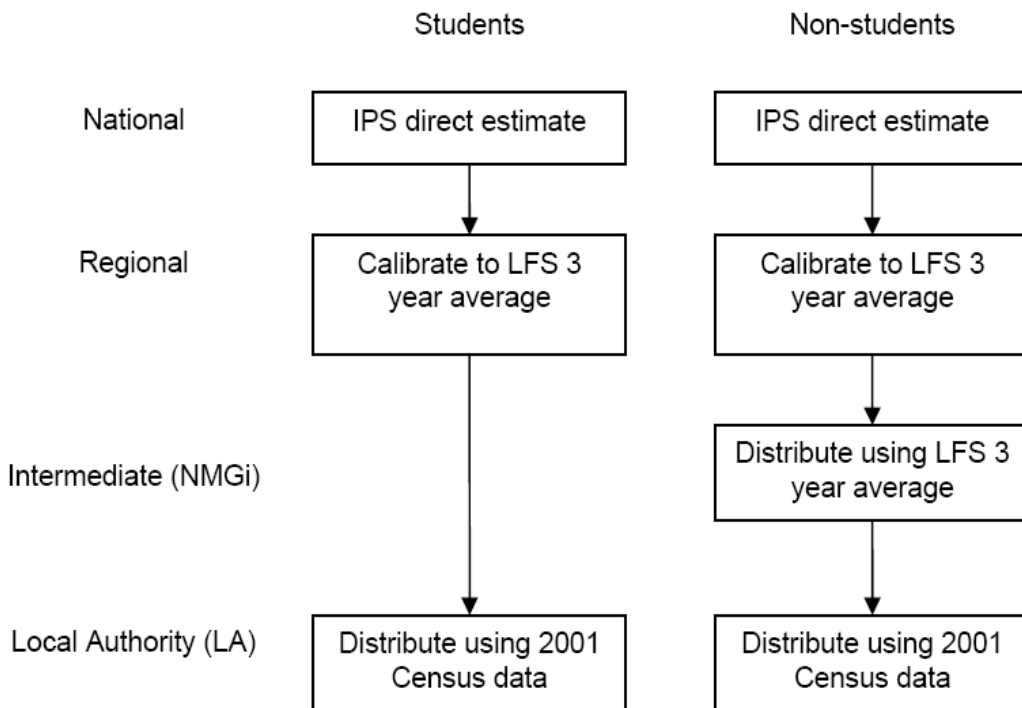 Students
Non-students
National
IPS direct estimate
IPS direct estimate
Regional
Calibrate to LFS 3
year average
Calibrate to LFS 3
year average
Intermediate (NMGi)
Distribute using LFS 3
year average
Local Authority (LA)
Distribute using 2001
Census data
Distribute using 2001
Census data